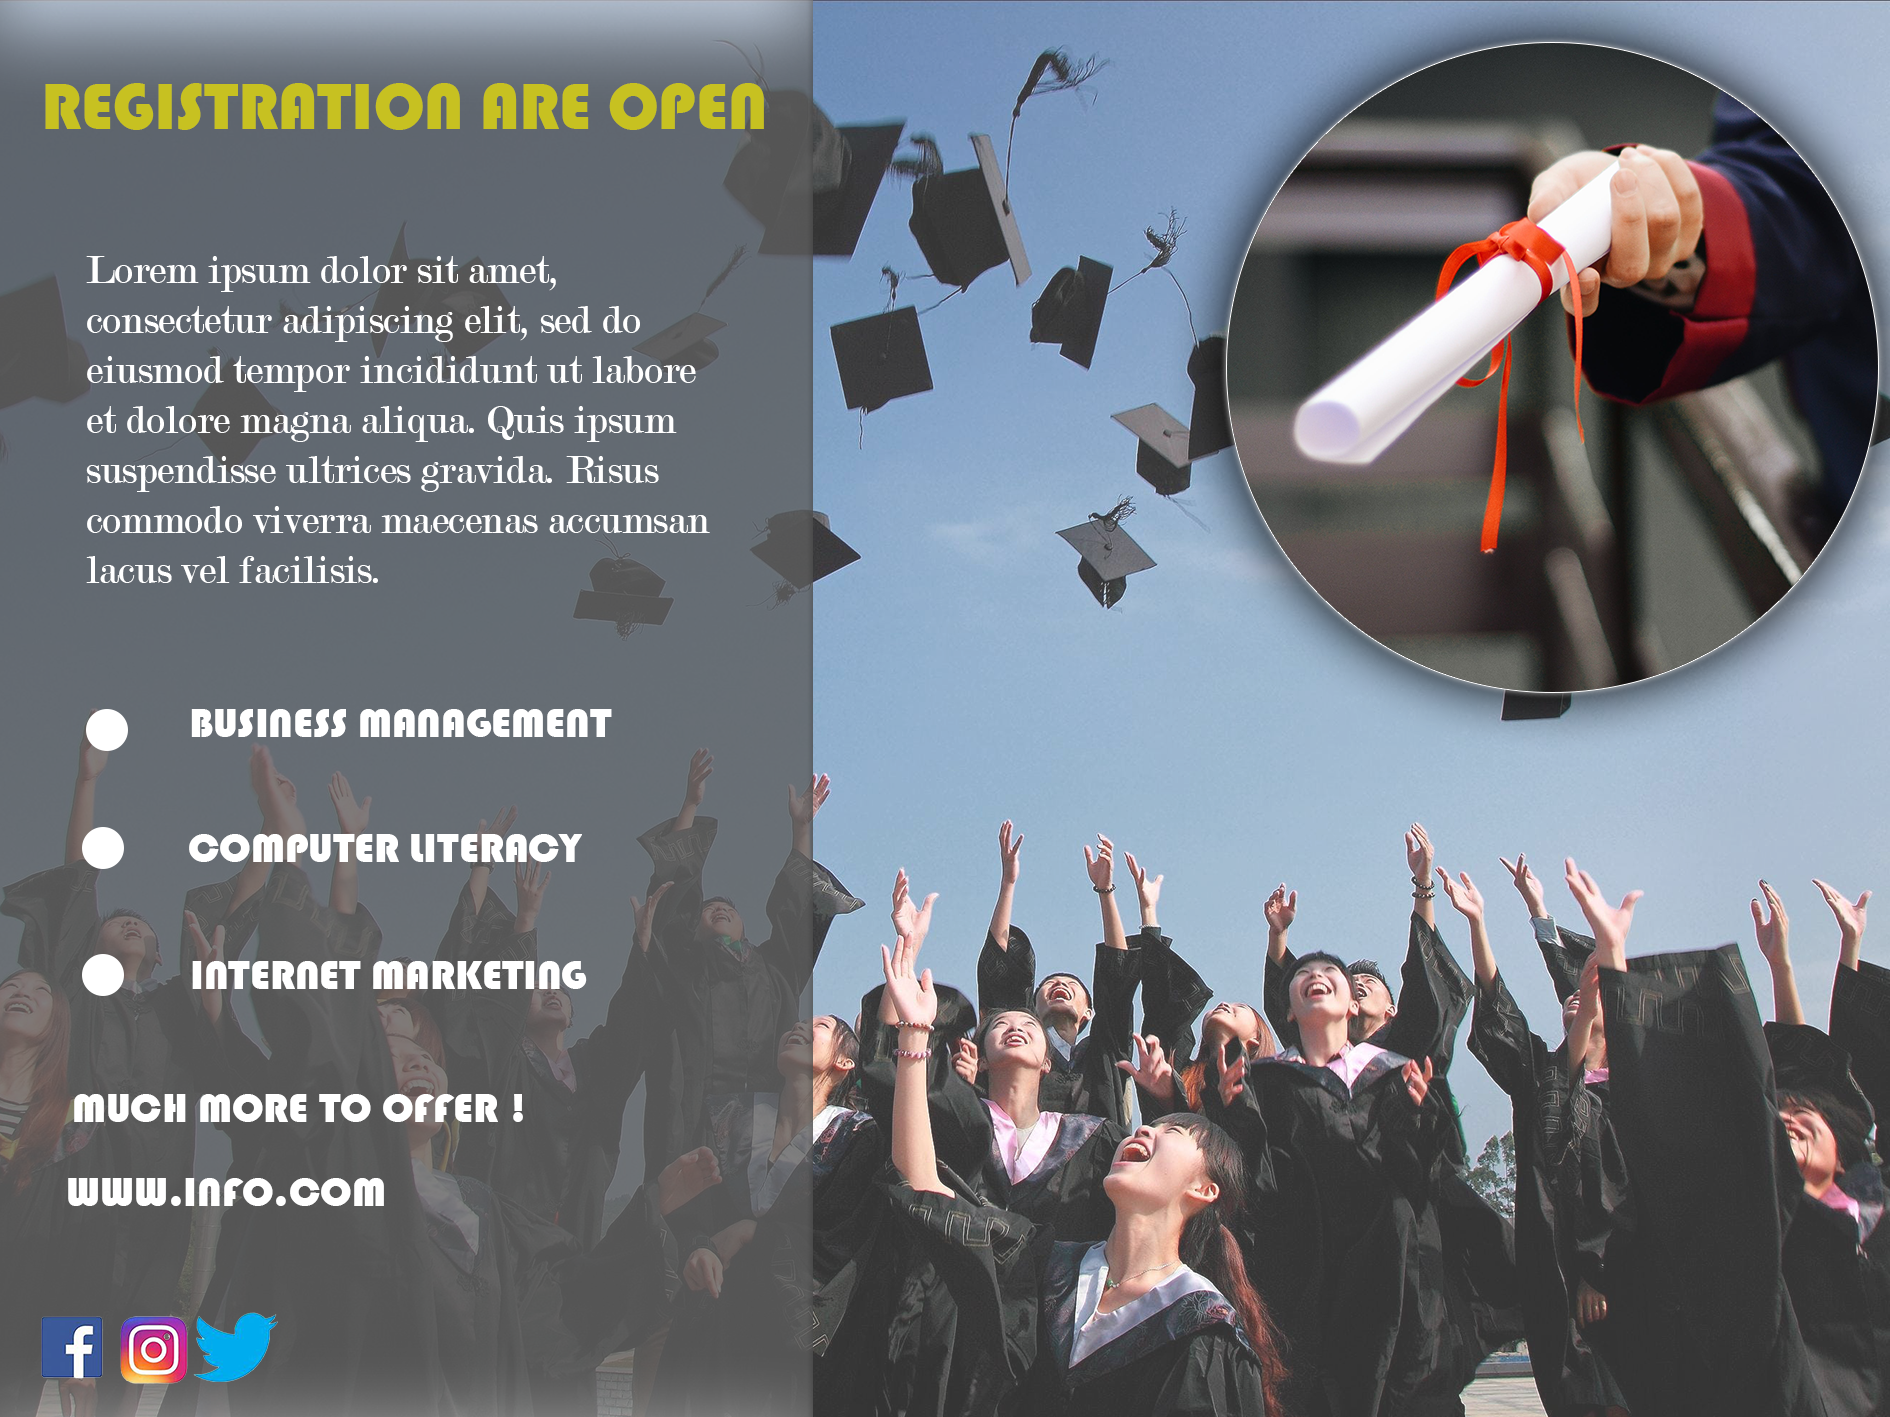 REGISTRATION ARE OPEN
Lorem ipsum dolor sit amet,
consectetur adipiscing elit, sed do
eiusmod tempor incididunt ut labore
et dolore magna aliqua. Quis ipsum
suspendisse ultrices gravida. Risus
commodo viverra maecenas accumsan
lacus vel facilisis.
BUSINESS MANAGEMENT
COMPUTER LITERACY
INTERNET MARKETING
MUCH MORE TO OFFER !
WWW.INFO.COM